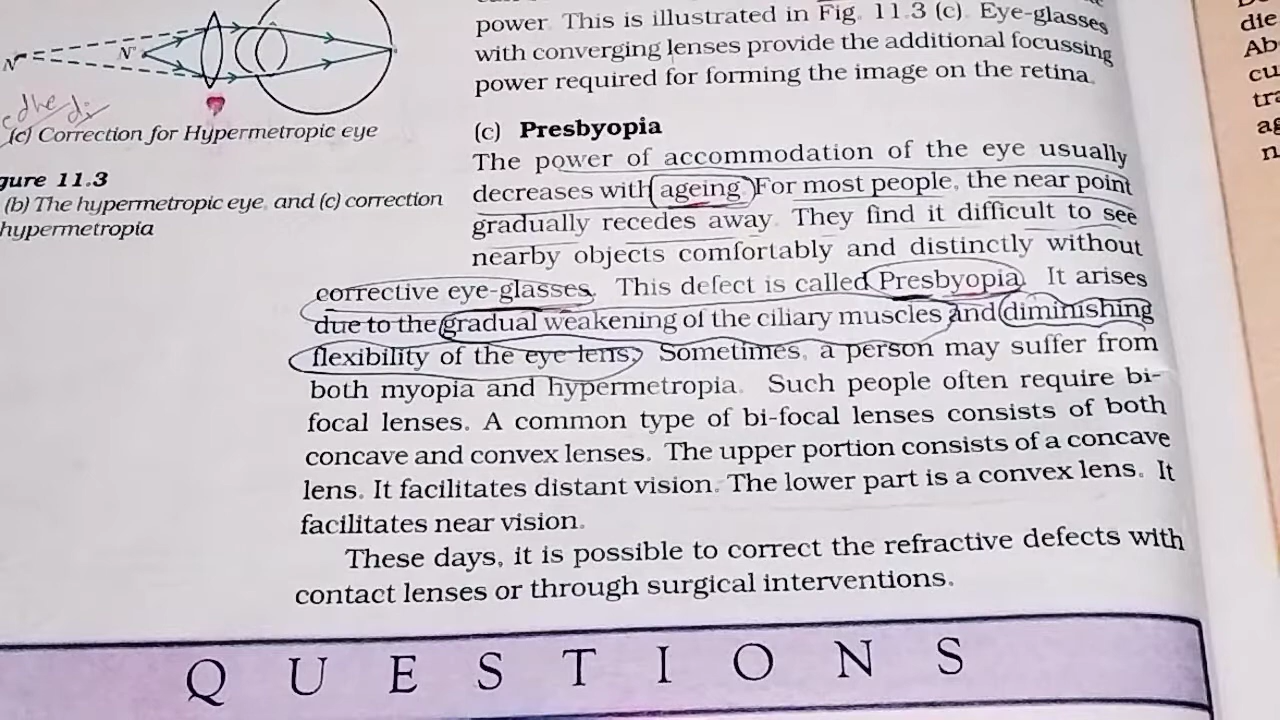 N
N'
(c) Correction for Hypermetropic eye
gure 11.3
(b) The hypermetropic eye, and (c) correction
hypermetropia
power. This is illustrated in Fig. 11.3 (c). Eye-glasses
with converging lenses provide the additional focussing
power required for forming the image on the retina.
(c) Presbyopia
The power of accommodation of the eye usually
decreases with ageing. For most people, the near point
gradually recedes away. They find it difficult to see
nearby objects comfortably and distinctly without
corrective eye-glasses. This defect is called Presbyopia. It arises
due to the gradual weakening of the ciliary muscles and diminishing
flexibility of the eye lens. Sometimes, a person may suffer from
both myopia and hypermetropia. Such people often require bi-
focal lenses. A common type of bi-focal lenses consists of both
concave and convex lenses. The upper portion consists of a concave
lens. It facilitates distant vision. The lower part is a convex lens. It
facilitates near vision.
These days, it is possible to correct the refractive defects with
contact lenses or through surgical interventions.
QUESTIONS
die
Ab
cu
tra
ag
n